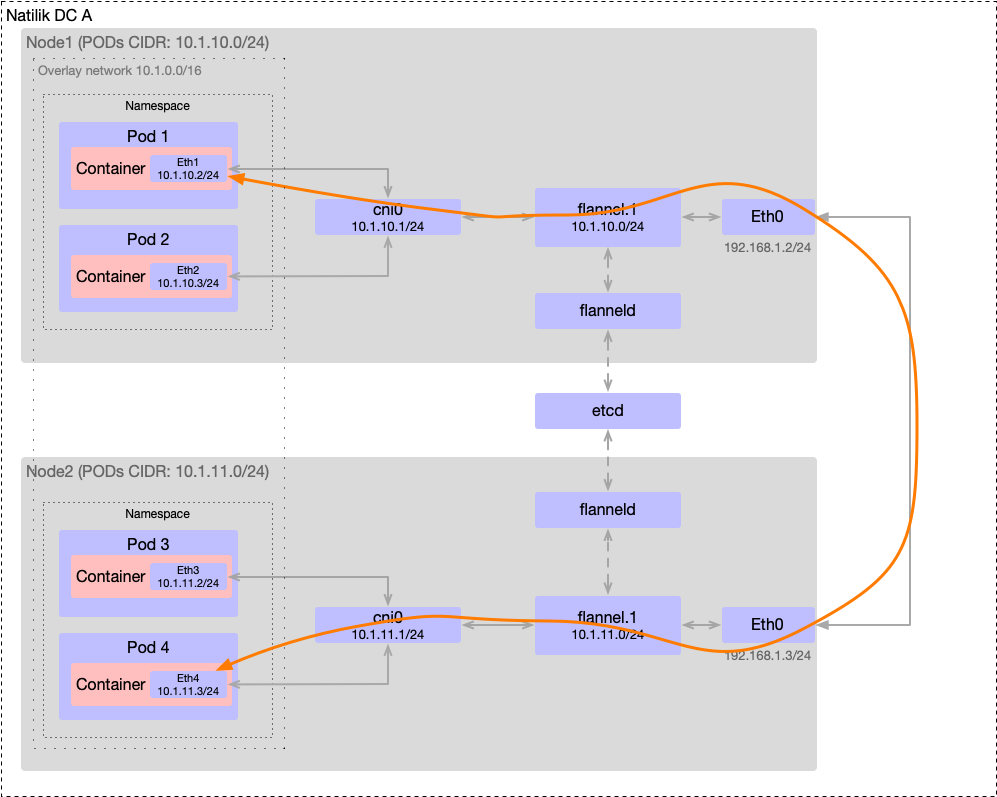 Natilik DC A
Node1 (PODs CIDR: 10.1.10.0/24)
Overlay network 10.1.0.0/16
Namespace
Pod 1
Container
Eth1
10.1.10.2/24
Pod 2
Container
Eth2
10.1.10.3/24
cni0
10.1.10.1/24
flannel.1
10.1.10.0/24
Eth0
192.168.1.2/24
flanneld
etcd
Node2 (PODs CIDR: 10.1.11.0/24)
flanneld
Namespace
Pod 3
Container
Eth3
10.1.11.2/24
Pod 4
Container
Eth4
10.1.11.3/24
cni0
10.1.11.1/24
flannel.1
10.1.11.0/24
Eth0
192.168.1.3/24